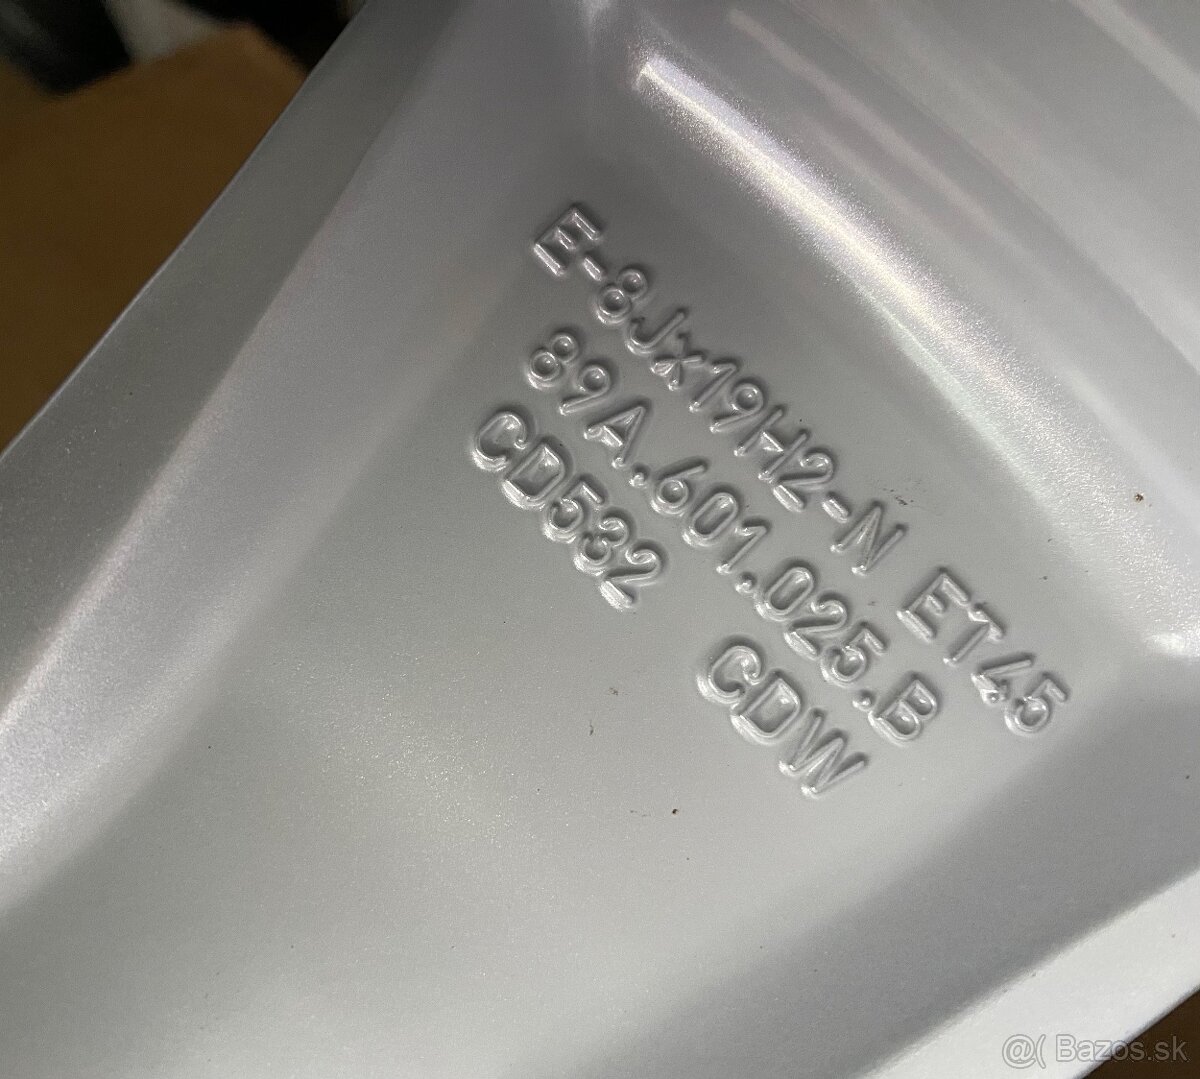 E-8Jx19H2-N ET45
89A.601.025.B
CD532 CDW
@( Bazos.sk